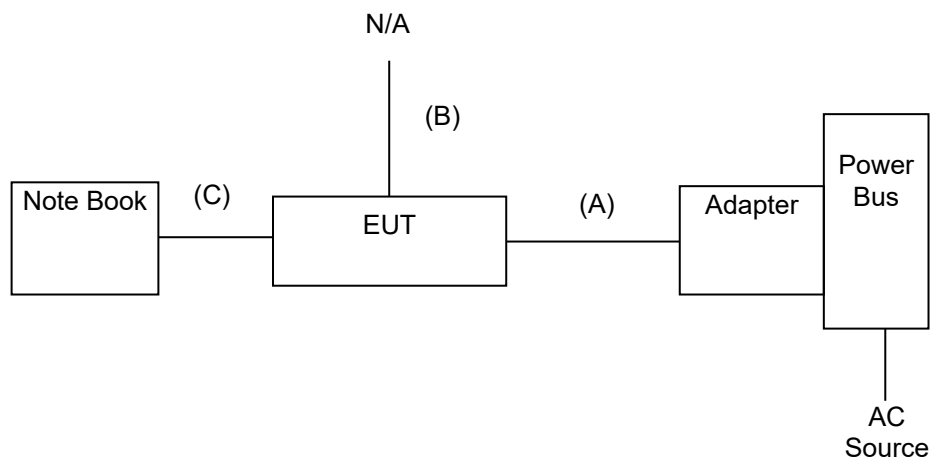 N/A
(B)
Power
Bus
Note Book
(C)
EUT
(A)
Adapter
AC
Source